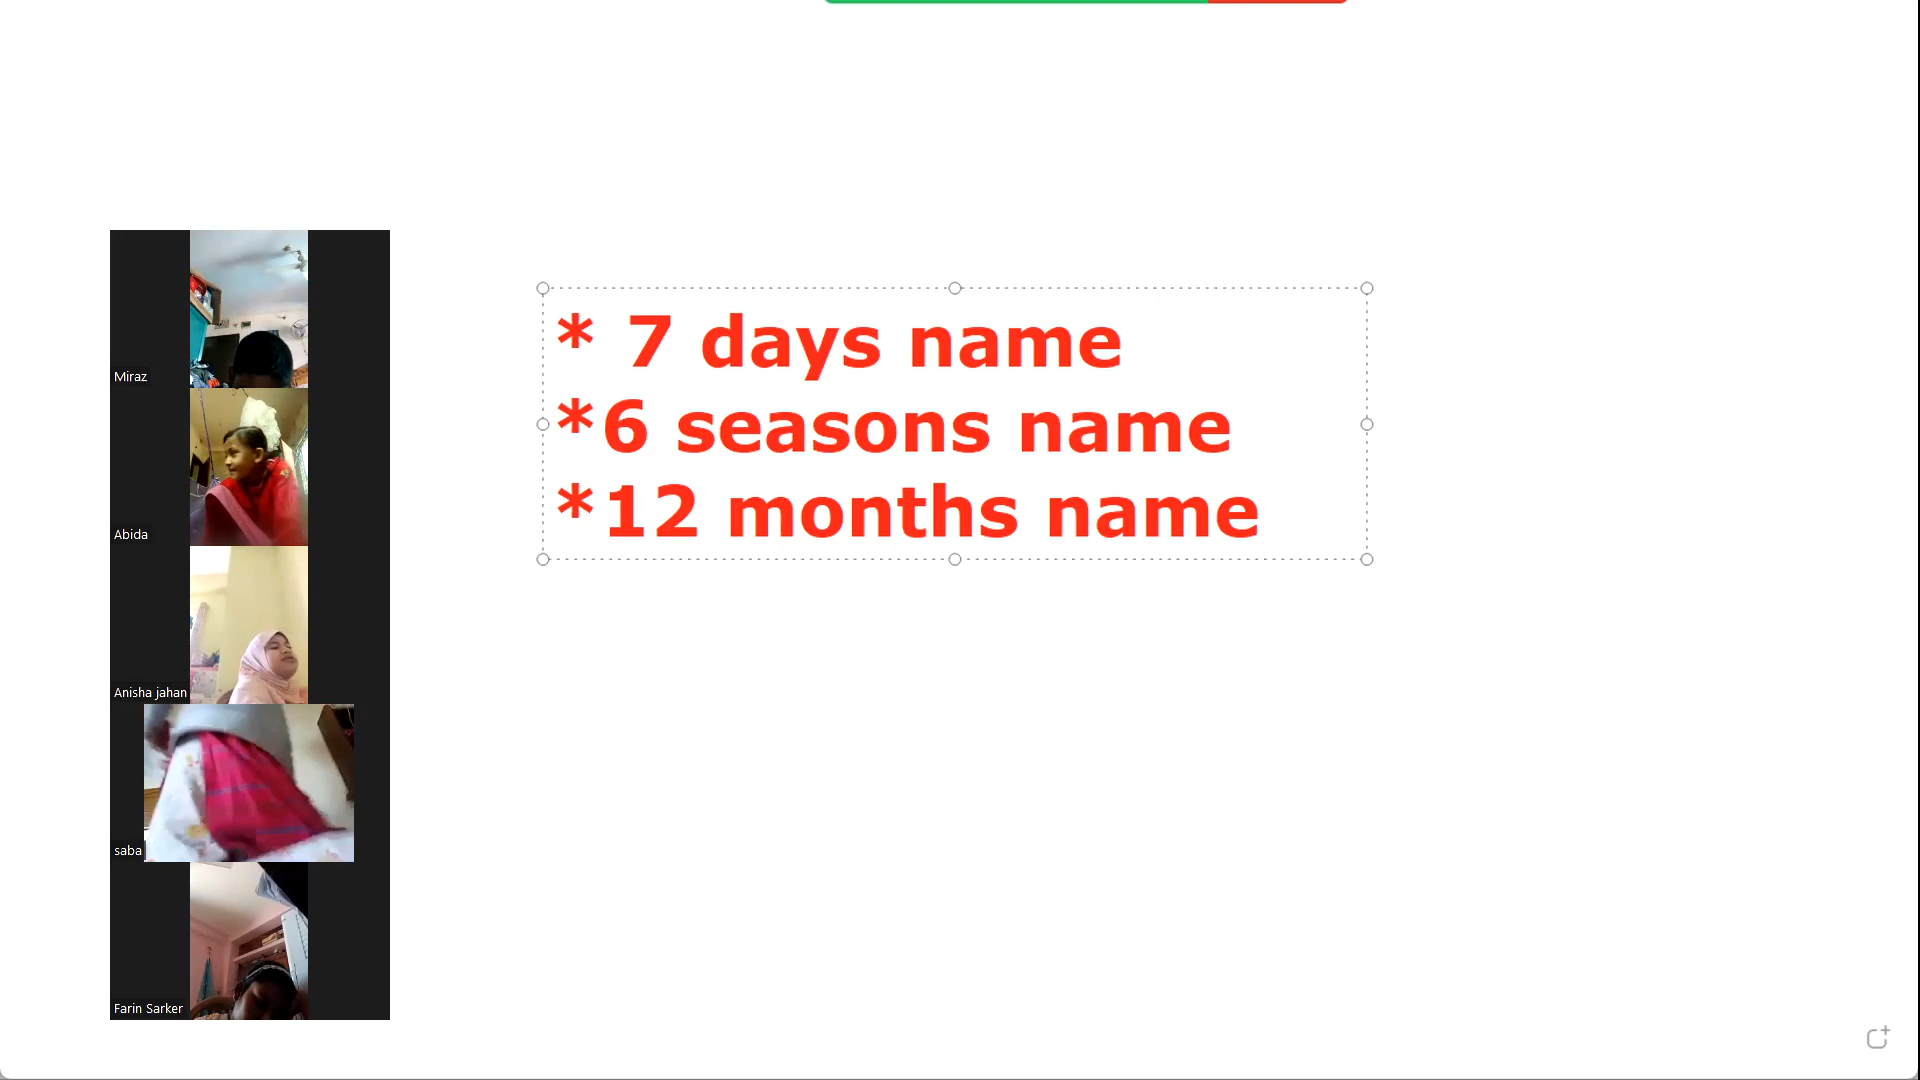 * 7 days name
*6 seasons name
*12 months name
Miraz
Abida
Anisha jahan
saba
Farin Sarker